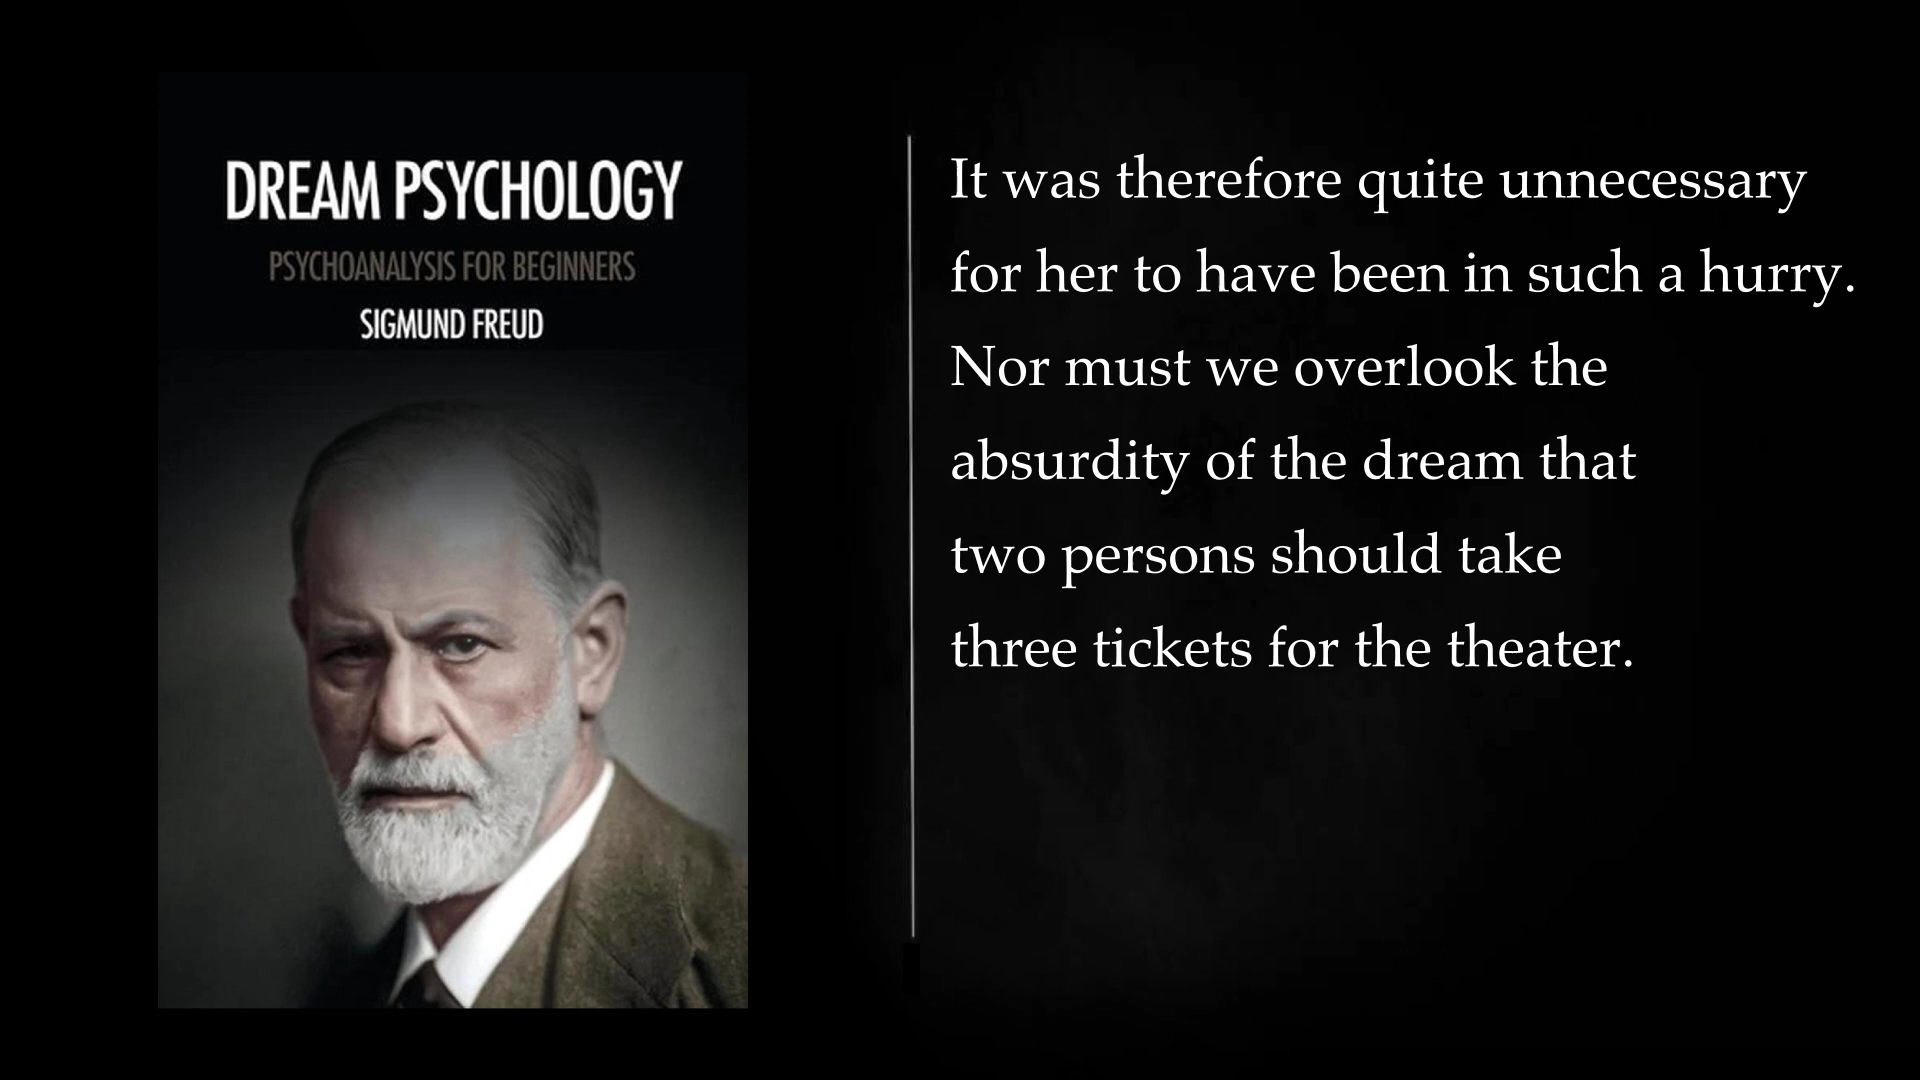 DREAM PSYCHOLOGY
PSYCHOANALYSIS FOR BEGINNERS
SIGMUND FREUD
It was therefore quite unnecessary
for her to have been in such a hurry.
Nor must we overlook the
absurdity of the dream that
two persons should take
three tickets for the theater.